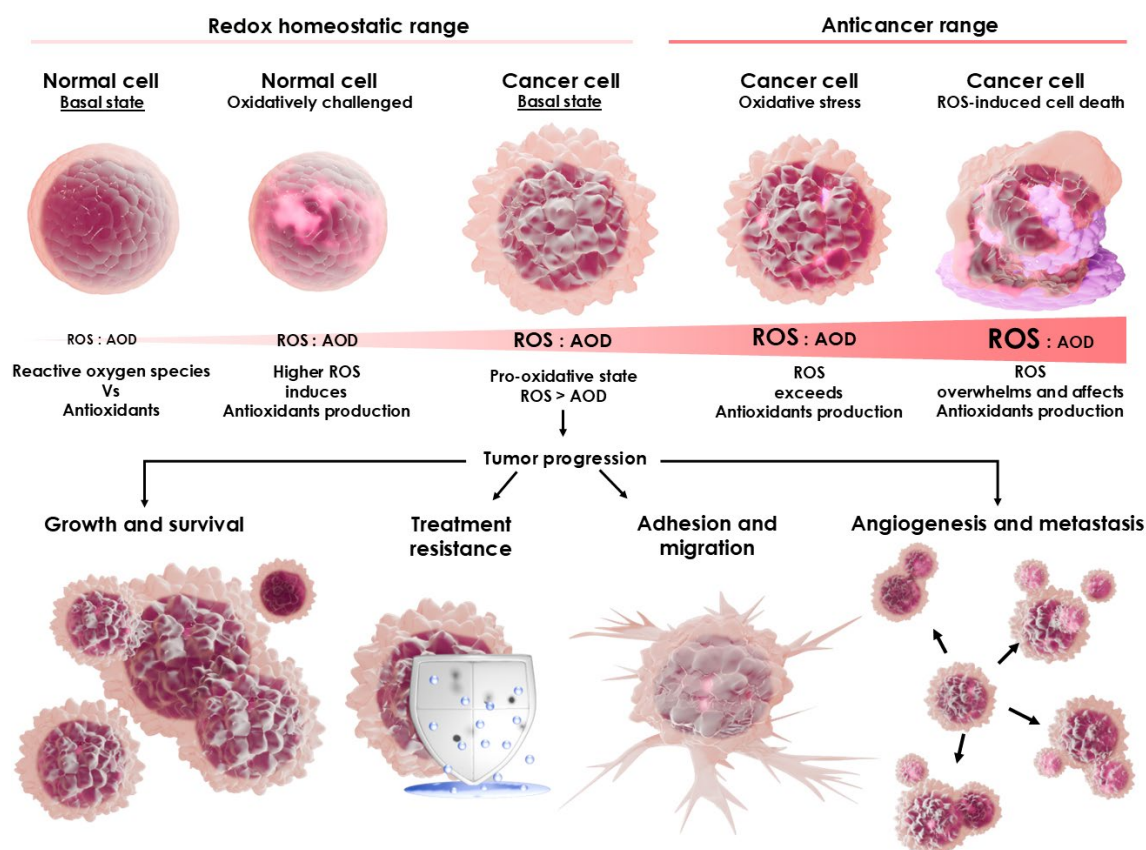 Redox homeostatic range
Anticancer range
Normal cell
Basal state
Normal cell
Oxidatively challenged
Cancer cell
Basal state
Cancer cell
Oxidative stress
Cancer cell
ROS-induced cell death
ROS : AOD
ROS : AOD
ROS : AOD
ROS : AOD
ROS : AOD
Reactive oxygen species
Vs
Antioxidants
Higher ROS
induces
Antioxidants production
Pro-oxidative state
ROS > AOD
ROS
exceeds
Antioxidants production
ROS
overwhelms and affects
Antioxidants production
Tumor progression
Growth and survival
Treatment
resistance
Adhesion and
migration
Angiogenesis and metastasis